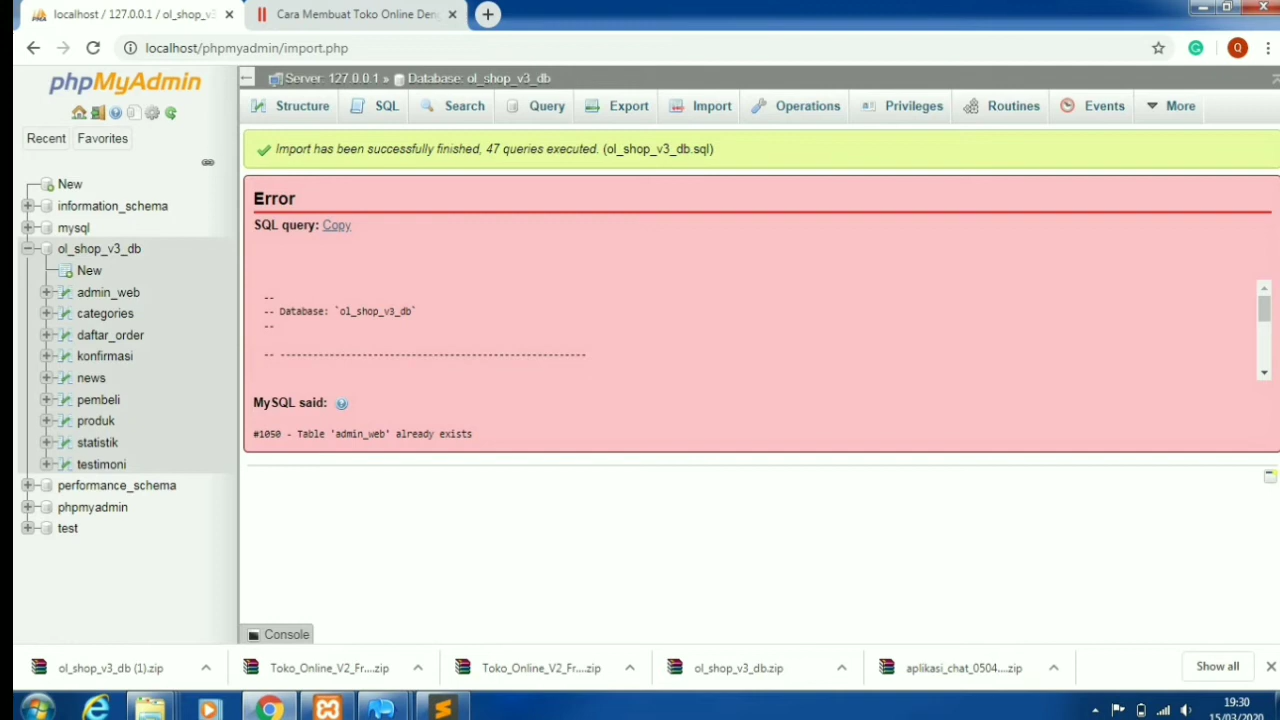 localhost / 127.0.0.1 / ol_shop_v3
Cara Membuat Toko Online Den
localhost/phpmyadmin/import.php
Q
phpMyAdmin
Server: 127.0.0.1 » Database: ol_shop_v3_db
Structure SQL Search Query Export Import Operations Privileges Routines Events More
Recent Favorites
Import has been successfully finished, 47 queries executed. (ol_shop_v3_db.sql)
New
information_schema
mysql
ol_shop_v3_db
New
admin_web
categories
daftar_order
konfirmasi
news
pembeli
produk
statistik
testimoni
performance_schema
phpmyadmin
test
Error
SQL query: Copy
--
-- Database: `ol_shop_v3_db`
--
-- --------------------------------------------------------
MySQL said:
#1050 - Table 'admin_web' already exists
Console
ol_shop_v3_db (1).zip
Toko_Online_V2_Fr....zip
Toko_Online_V2_Fr....zip
ol_shop_v3_db.zip
aplikasi_chat_0504....zip
Show all
19:30
15/03/2020